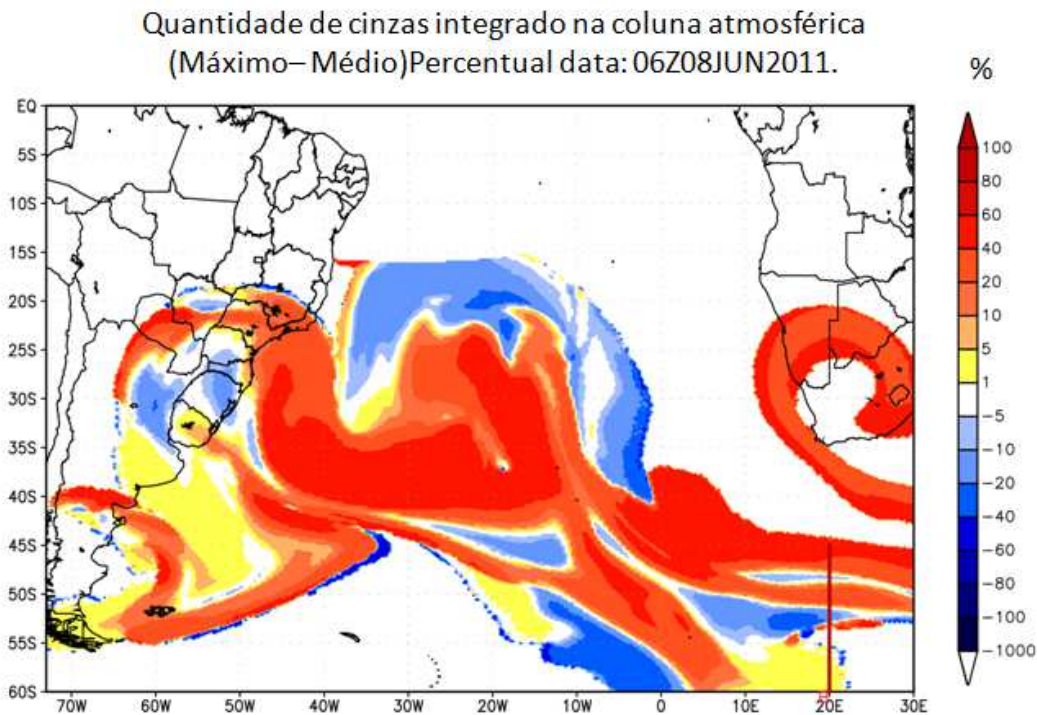 Quantidade de cinzas integrado na coluna atmosférica
(Máximo– Médio)Percentual data: 06Z08JUN2011.
%
EQ
5S
10S
15S
20S
25S
30S
35S
40S
45S
50S
55S
60S
70W 60W 50W 40W 30W 20W 10W 0 10E 20E 30E
100
80
60
40
20
10
5
1
−5
−10
−20
−40
−60
−80
−100
−1000